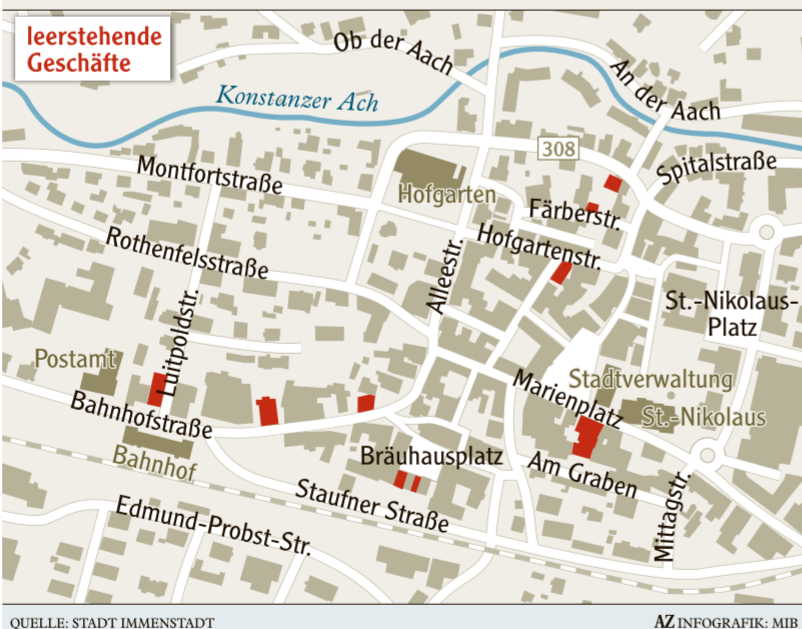 leerstehende
Geschäfte
Ob der Aach
An der Aach
Konstanzer Ach
308
Spitalstraße
Montfortstraße
Hofgarten
Färberstr.
Hofgartenstr.
Rothenfelsstraße
Alleestr.
Luitpoldstr.
St.-Nikolaus-
Platz
Postamt
Stadtverwaltung
Marienplatz
St.-Nikolaus
Bahnhofstraße
Bahnhof
Bräuhausplatz
Am Graben
Mittagstr.
Staufner Straße
Edmund-Probst-Str.
QUELLE: STADT IMMENSTADT
AZ INFOGRAFIK: MIB